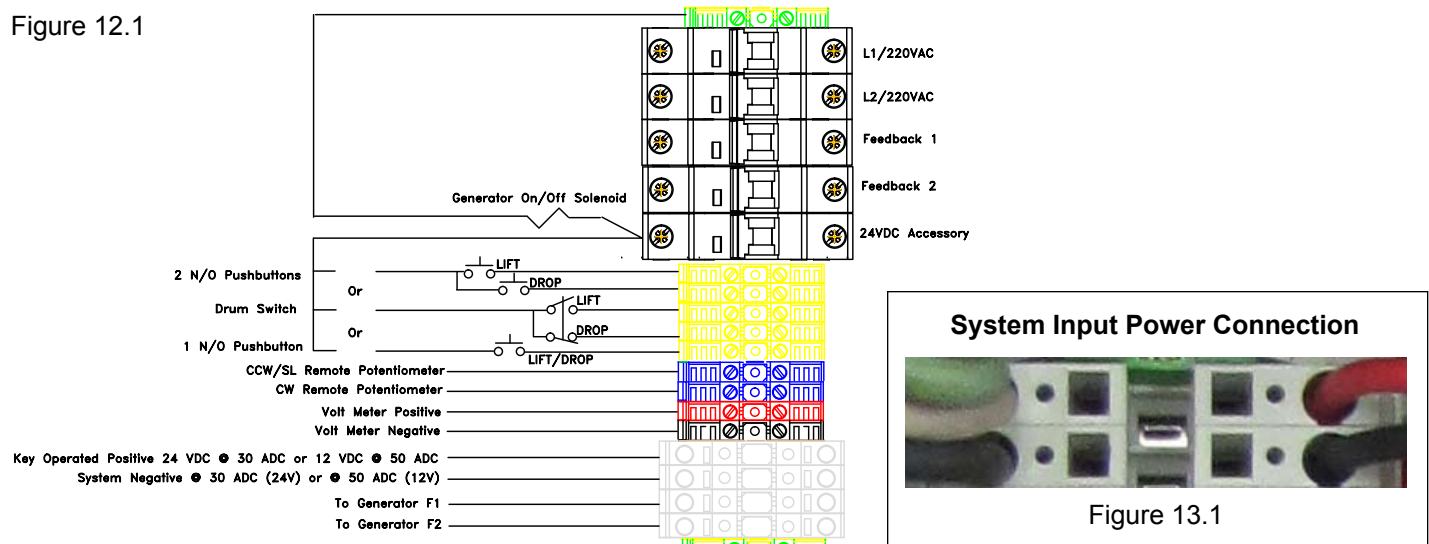 Figure 12.1
L1/220VAC
L2/220VAC
Feedback 1
Feedback 2
Generator On/Off Solenoid
24VDC Accessory
2 N/O Pushbuttons
LIFT
DROP
Or
Drum Switch
LIFT
DROP
Or
1 N/O Pushbutton
LIFT/DROP
CCW/SL Remote Potentiometer
CW Remote Potentiometer
Volt Meter Positive
Volt Meter Negative
Key Operated Positive 24 VDC @ 30 ADC or 12 VDC @ 50 ADC
System Negative @ 30 ADC (24V) or @ 50 ADC (12V)
To Generator F1
To Generator F2
System Input Power Connection
Figure 13.1